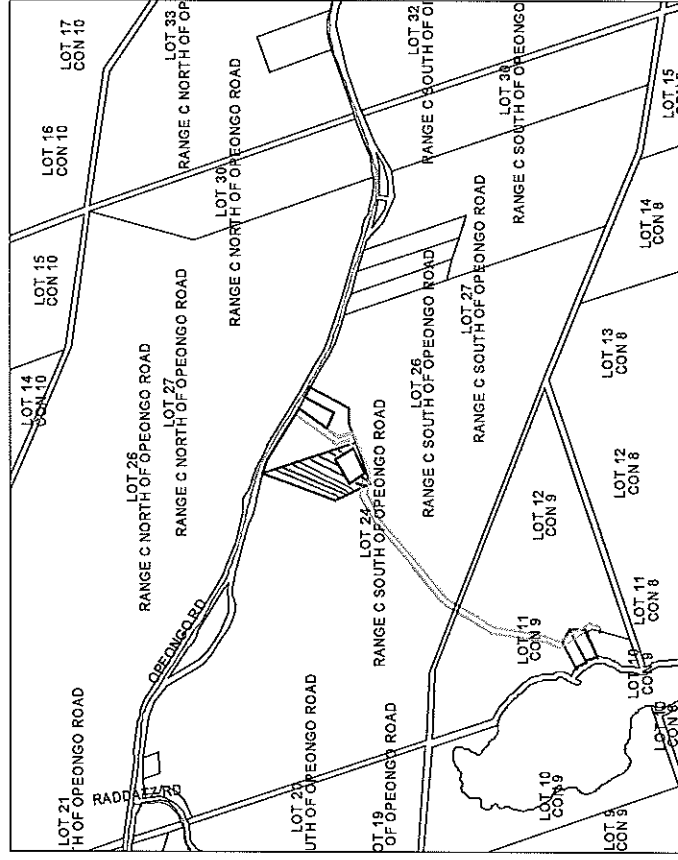 LOT 17
CON 10
LOT 33
RANGE C NORTH OF OP
LOT 32
RANGE C SOUTH OF O
LOT 16
CON 10
LOT 30
RANGE C NORTH OF OPEONGO ROAD
LOT 30
RANGE C SOUTH OF OPEONGO ROAD
LOT 15
LOT 15
CON 10
LOT 14
CON 8
LOT 14
CON 10
LOT 27
RANGE C NORTH OF OPEONGO ROAD
LOT 27
RANGE C SOUTH OF OPEONGO ROAD
LOT 13
CON 8
LOT 26
RANGE C NORTH OF OPEONGO ROAD
LOT 26
RANGE C SOUTH OF OPEONGO ROAD
LOT 12
CON 8
LOT 24
RANGE C SOUTH OF OPEONGO ROAD
LOT 12
CON 9
OPEONGO RD
LOT 11
CON 9
LOT 11
CON 8
LOT 10
CON 9
LOT 21
TH OF OPEONGO ROAD
RADDATZ RD
LOT 20
UTH OF OPEONGO ROAD
OT 19
OF OPEONGO ROAD
LOT 10
CON 9
LOT 9
CON 9